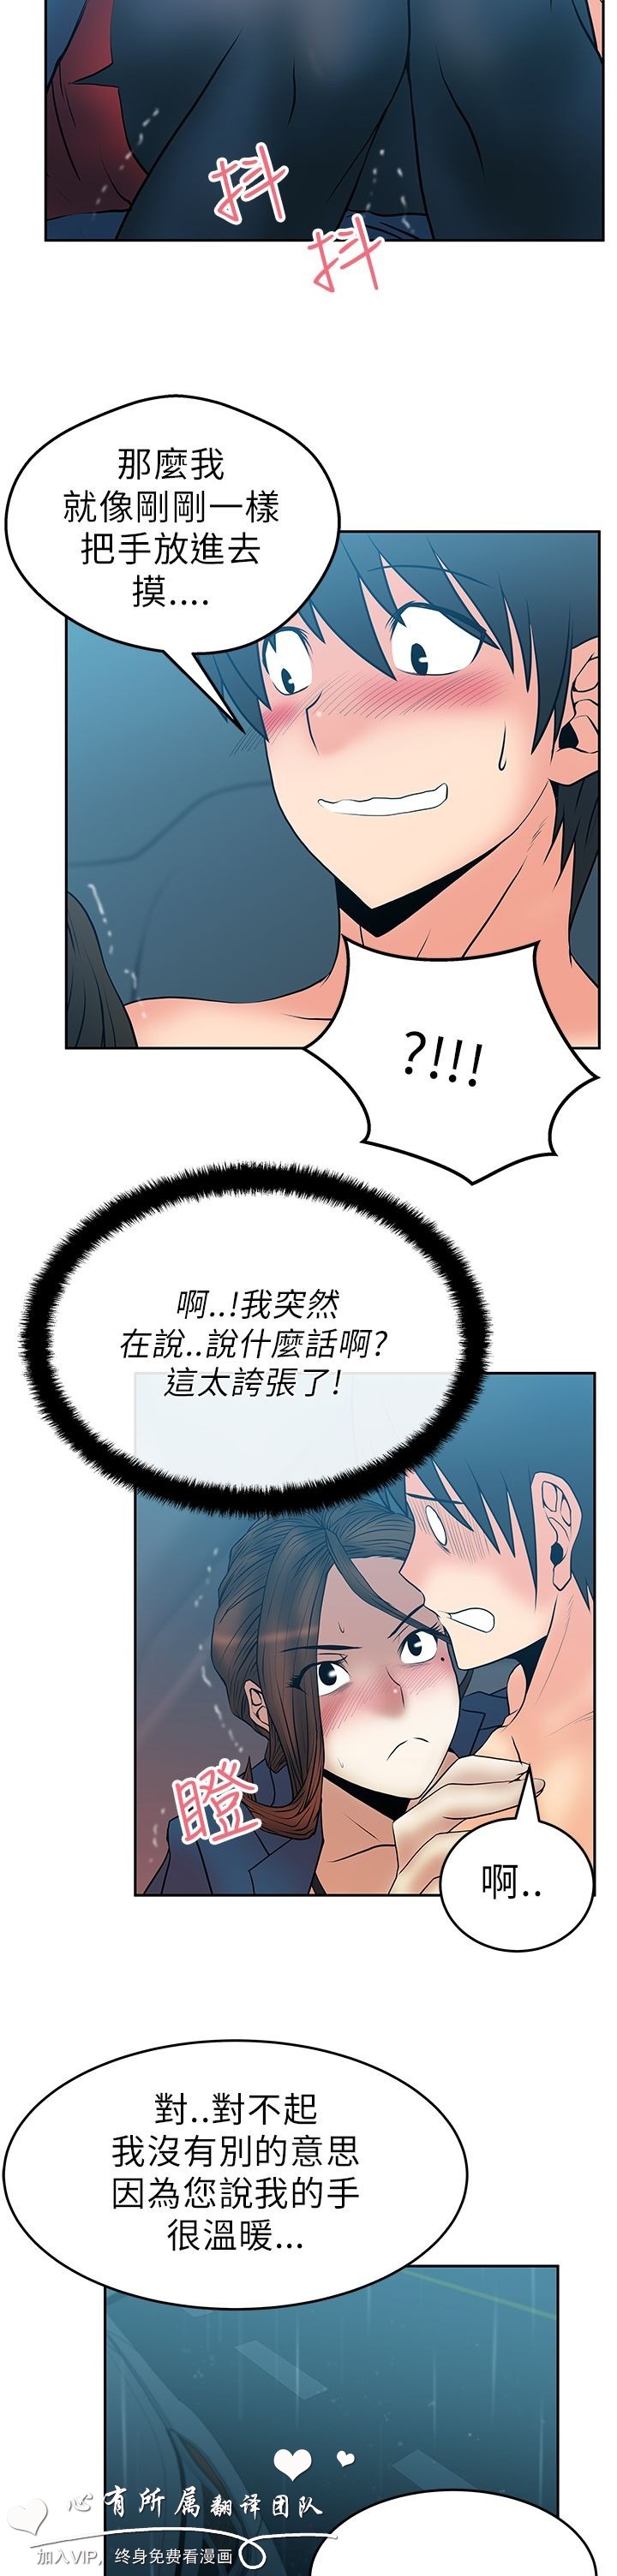 抖
抖
那麼我
就像剛剛一樣
把手放進去
摸....
?!!!
啊..!我突然
在說..說什麼話啊?
這太誇張了!
瞪
啊..
對..對不起
我沒有別的意思
因為您說我的手
很溫暖...
心有所属翻译团队
加入VIP，终身免费看漫画